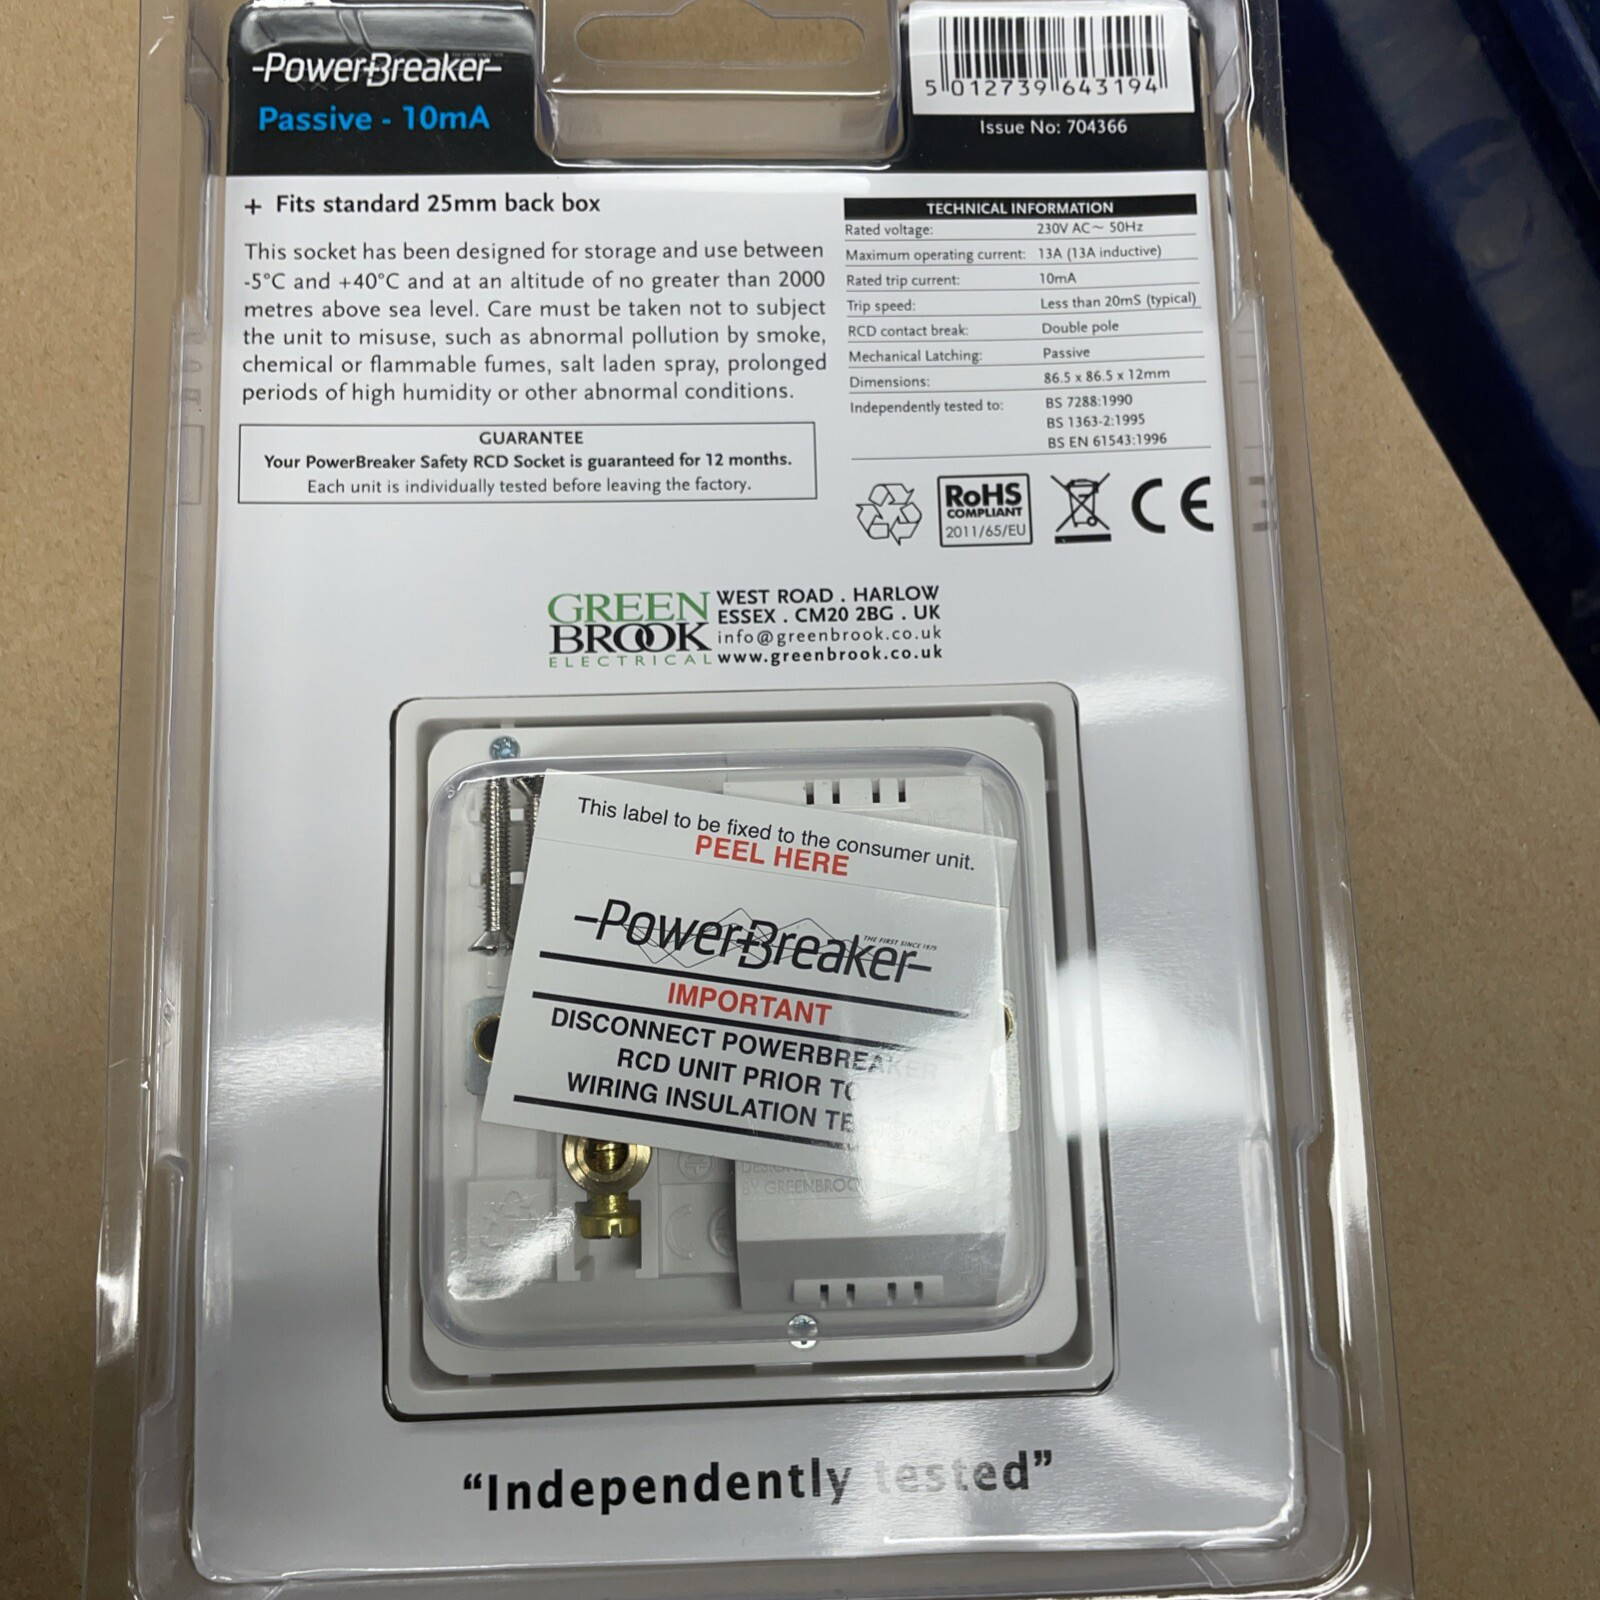 -PowerBreaker-
Passive - 10mA
5 012739 643194
Issue No: 704366
+ Fits standard 25mm back box
This socket has been designed for storage and use between
-5°C and +40°C and at an altitude of no greater than 2000
metres above sea level. Care must be taken not to subject
the unit to misuse, such as abnormal pollution by smoke,
chemical or flammable fumes, salt laden spray, prolonged
periods of high humidity or other abnormal conditions.
GUARANTEE
Your PowerBreaker Safety RCD Socket is guaranteed for 12 months.
Each unit is individually tested before leaving the factory.
TECHNICAL INFORMATION
Rated voltage: 230V AC~ 50Hz
Maximum operating current: 13A (13A inductive)
Rated trip current: 10mA
Trip speed: Less than 20mS (typical)
RCD contact break: Double pole
Mechanical Latching: Passive
Dimensions: 86.5 x 86.5 x 12mm
Independently tested to: BS 7288:1990
BS 1363-2:1995
BS EN 61543:1996
RoHS
COMPLIANT
2011/65/EU
CE
GREEN
BROOK
ELECTRICAL
WEST ROAD . HARLOW
ESSEX . CM20 2BG . UK
info@greenbrook.co.uk
www.greenbrook.co.uk
This label to be fixed to the consumer unit.
PEEL HERE
-PowerBreaker-
THE FIRST SINCE 1975
IMPORTANT
DISCONNECT POWERBREAKER
RCD UNIT PRIOR TO
WIRING INSULATION TE
BY GREENBROO
"Independently tested"